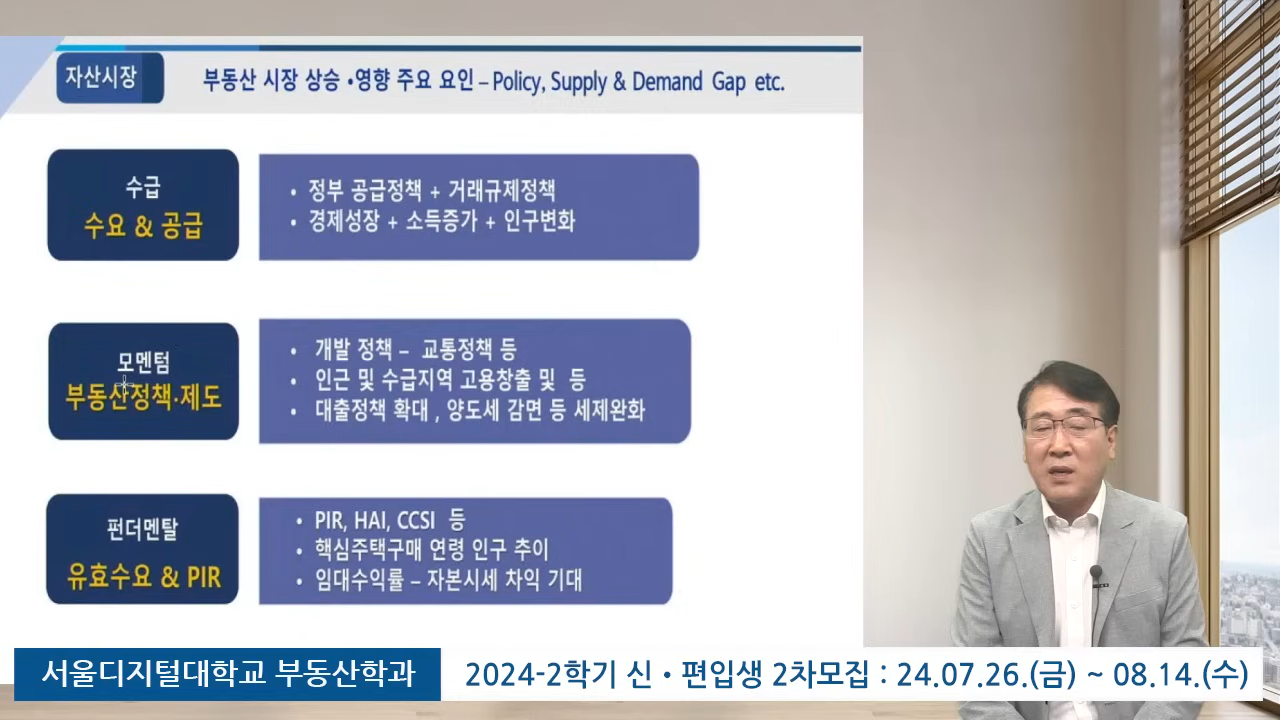 자산시장
부동산 시장 상승 •영향 주요 요인 – Policy, Supply & Demand Gap etc.
수급
수요 & 공급
• 정부 공급정책 + 거래규제정책
• 경제성장 + 소득증가 + 인구변화
모멘텀
부동산정책·제도
• 개발 정책 – 교통정책 등
• 인근 및 수급지역 고용창출 및 등
• 대출정책 확대 , 양도세 감면 등 세제완화
펀더멘탈
유효수요 & PIR
• PIR, HAI, CCSI 등
• 핵심주택구매 연령 인구 추이
• 임대수익률 – 자본시세 차익 기대
서울디지털대학교 부동산학과
2024-2학기 신·편입생 2차모집 : 24.07.26.(금) ~ 08.14.(수)